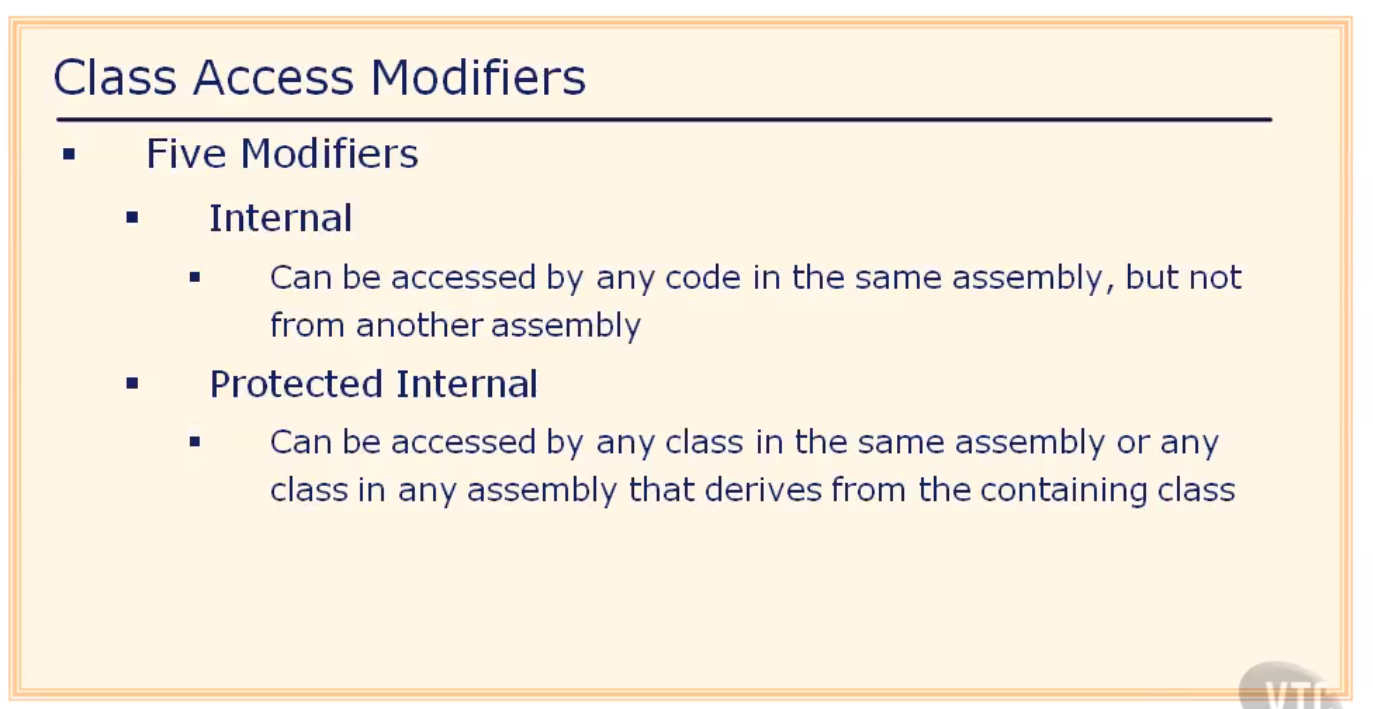 Class Access Modifiers
▪ Five Modifiers
▪ Internal
▪ Can be accessed by any code in the same assembly, but not
from another assembly
▪ Protected Internal
▪ Can be accessed by any class in the same assembly or any
class in any assembly that derives from the containing class
VTC